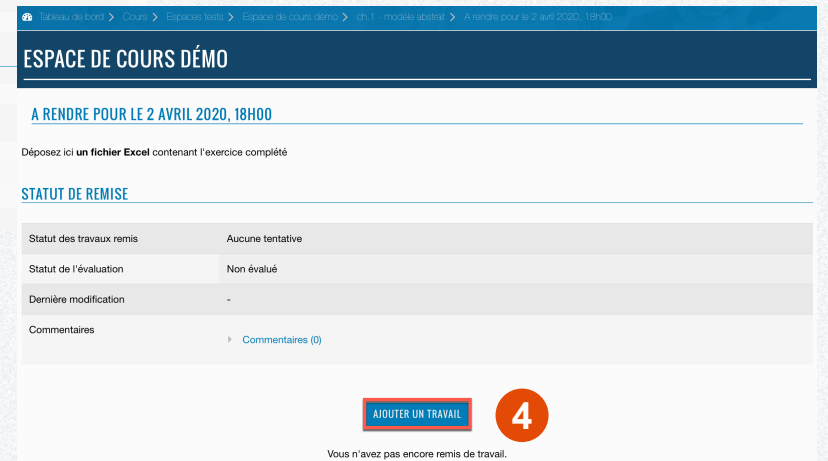 Tableau de bord > Cours > Espaces tests > Espace de cours démo > ch.1 - modèle abstrait > A rendre pour le 2 avril 2020, 18h00
ESPACE DE COURS DÉMO
A RENDRE POUR LE 2 AVRIL 2020, 18H00
Déposez ici un fichier Excel contenant l'exercice complété
STATUT DE REMISE
Statut des travaux remis Aucune tentative
Statut de l'évaluation Non évalué
Dernière modification -
Commentaires
Commentaires (0)
AJOUTER UN TRAVAIL 4
Vous n'avez pas encore remis de travail.